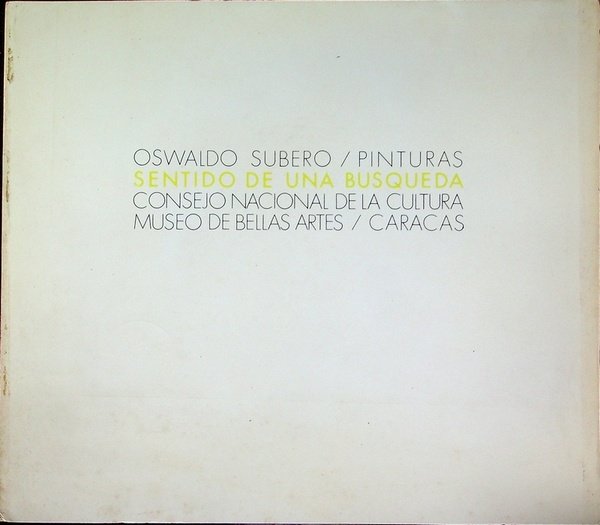 OSWALDO SUBERO / PINTURAS
SENTIDO DE UNA BUSQUEDA
CONSEJO NACIONAL DE LA CULTURA
MUSEO DE BELLAS ARTES / CARACAS